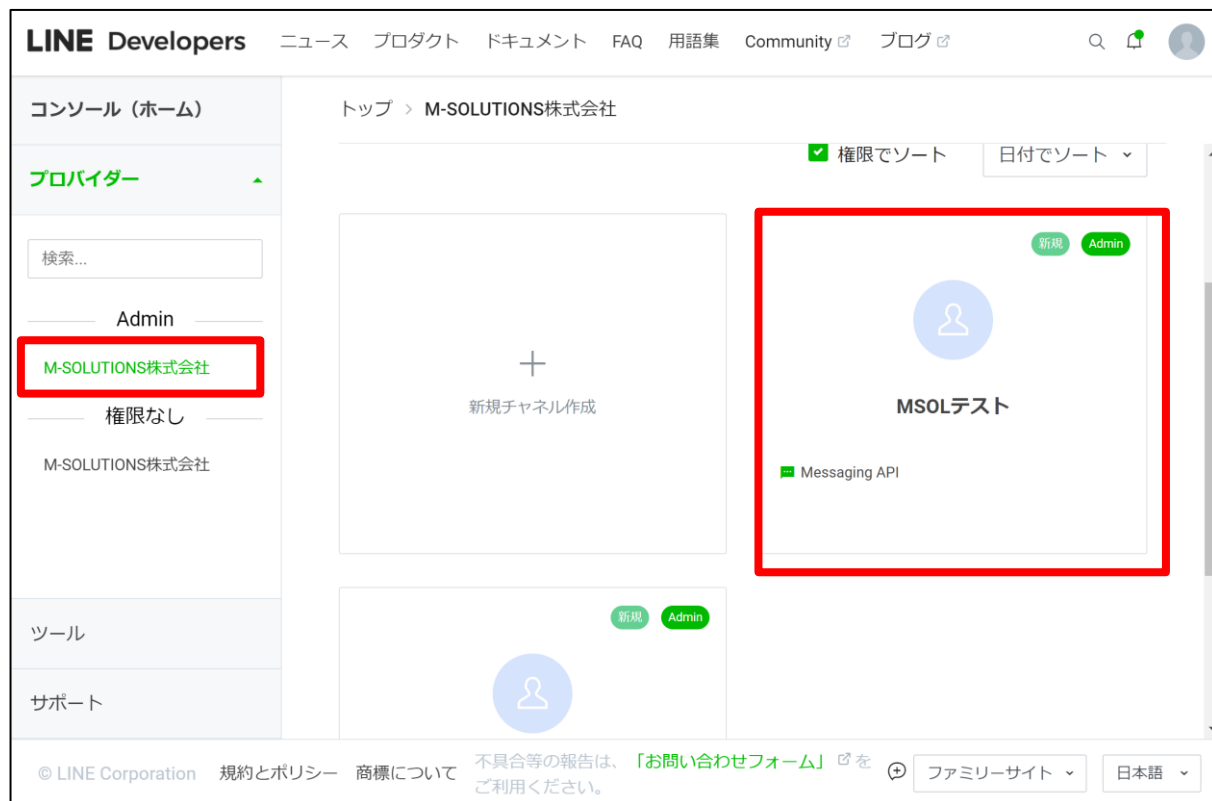 LINE Developers ニュース プロダクト ドキュメント FAQ 用語集 Community ブログ
コンソール（ホーム）
プロバイダー
検索...
Admin
M-SOLUTIONS株式会社
権限なし
M-SOLUTIONS株式会社
ツール
サポート
トップ > M-SOLUTIONS株式会社
権限でソート 日付でソート
新規チャネル作成
新規 Admin
MSOLテスト
Messaging API
新規 Admin
© LINE Corporation 規約とポリシー 商標について
不具合等の報告は、「お問い合わせフォーム」を
ご利用ください。
ファミリーサイト 日本語